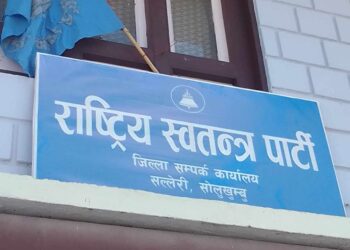 राष्ट्रिय स्वतन्त्र पार्टी
जिल्ला सम्पर्क कार्यालय
सल्लेरी, सोलुखुम्बु